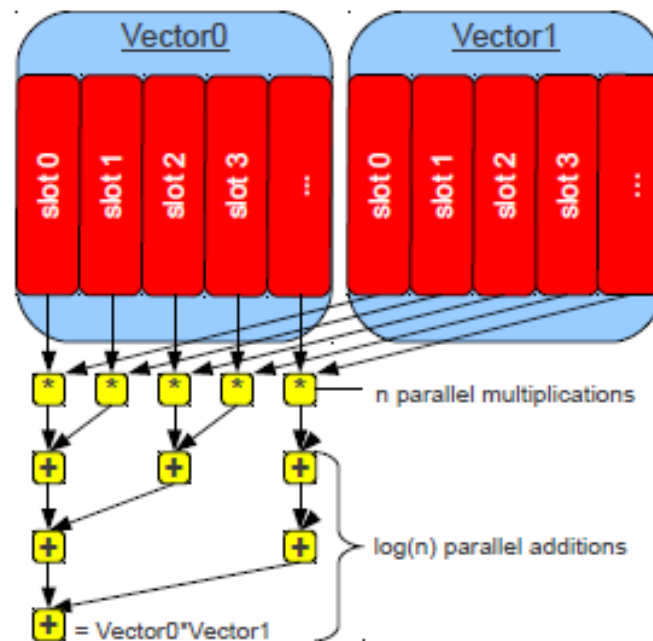 Vector0
Vector1
slot 0
slot 1
slot 2
slot 3
...
slot 0
slot 1
slot 2
slot 3
...
* * * * *
n parallel multiplications
+ + +
+ +
log(n) parallel additions
+ = Vector0*Vector1